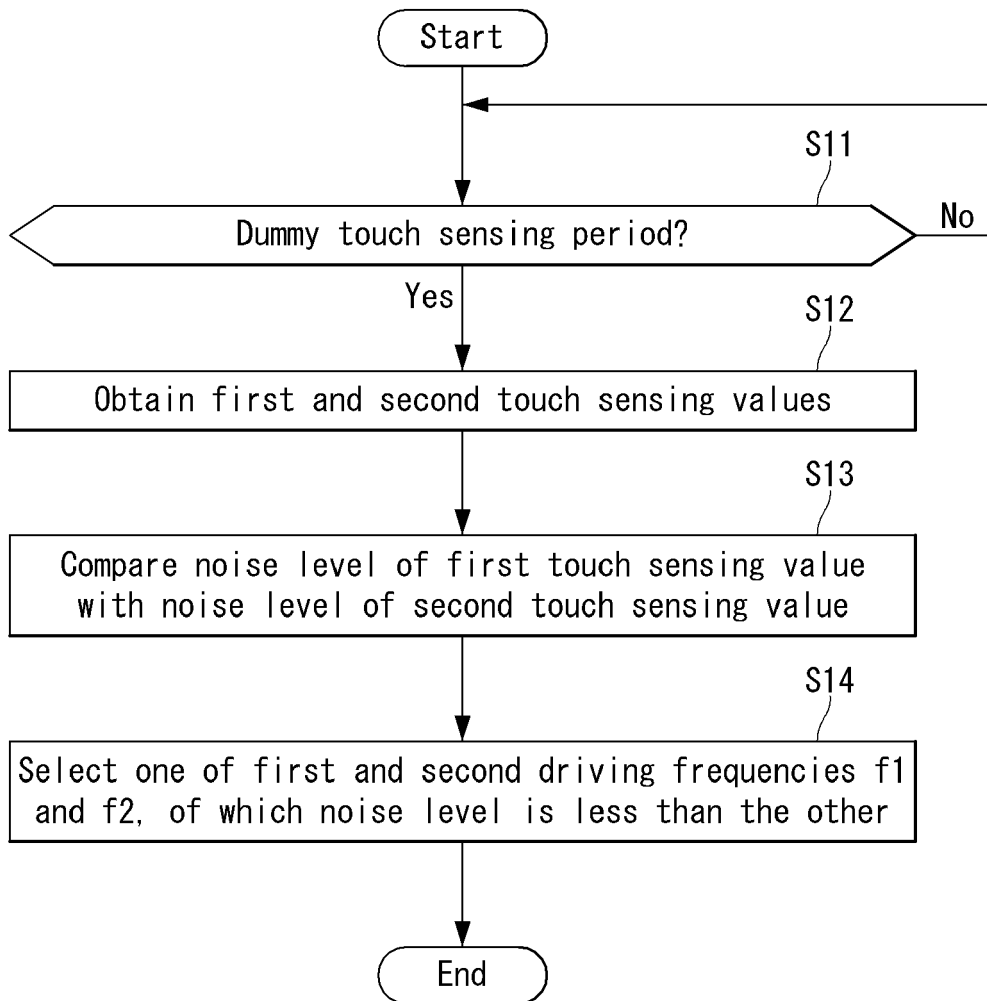 Start
S11
Dummy touch sensing period?
No
Yes
S12
Obtain first and second touch sensing values
S13
Compare noise level of first touch sensing value
with noise level of second touch sensing value
S14
Select one of first and second driving frequencies f1
and f2, of which noise level is less than the other
End